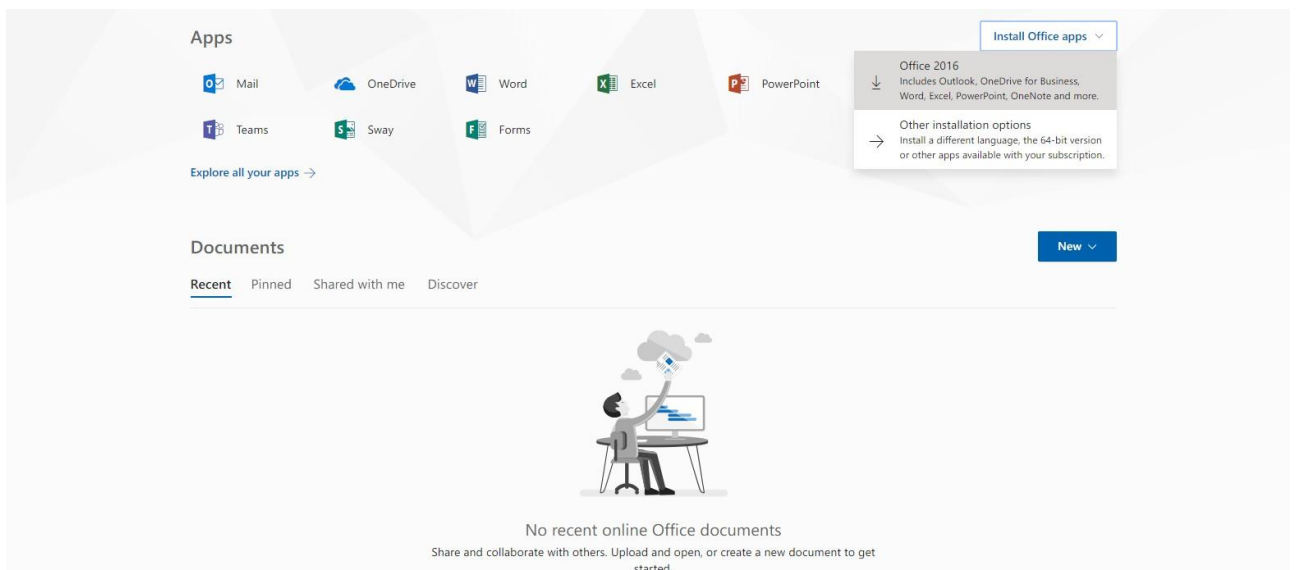 Apps
Install Office apps
Mail
OneDrive
Word
Excel
PowerPoint
Office 2016
Includes Outlook, OneDrive for Business,
Word, Excel, PowerPoint, OneNote and more.
Teams
Sway
Forms
Other installation options
Install a different language, the 64-bit version
or other apps available with your subscription.
Explore all your apps →
Documents
New
Recent Pinned Shared with me Discover
No recent online Office documents
Share and collaborate with others. Upload and open, or create a new document to get
started